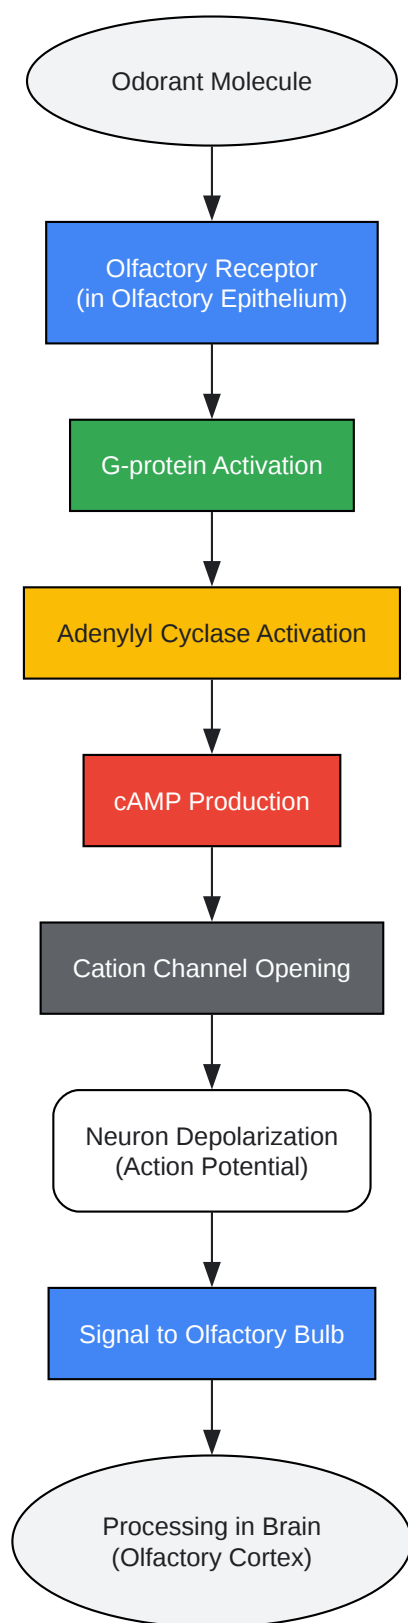 Odorant Molecule
Olfactory Receptor
(in Olfactory Epithelium)
G-protein Activation
Adenylyl Cyclase Activation
cAMP Production
Cation Channel Opening
Neuron Depolarization
(Action Potential)
Signal to Olfactory Bulb
Processing in Brain
(Olfactory Cortex)